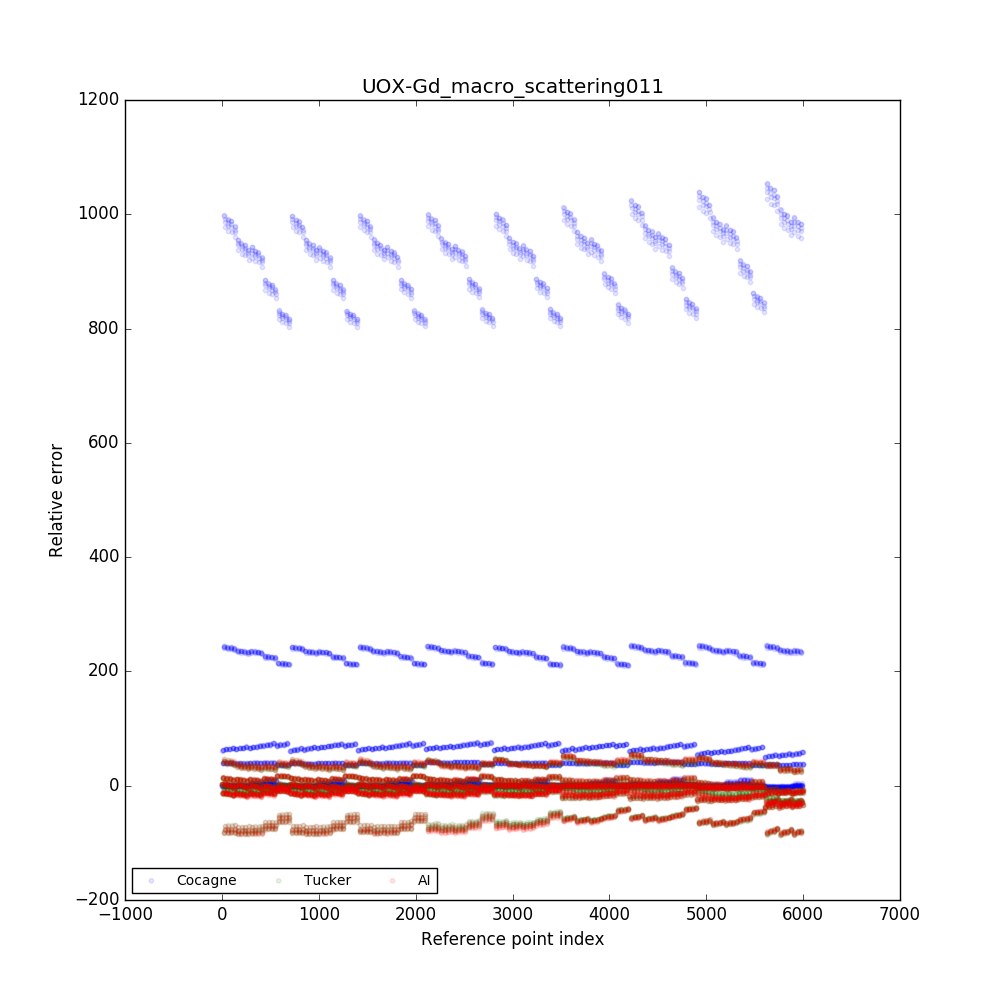 UOX-Gd_macro_scattering011
1200
1000
800
600
400
200
0
−200
Relative error
Cocagne Tucker AI
−1000 0 1000 2000 3000 4000 5000 6000 7000
Reference point index